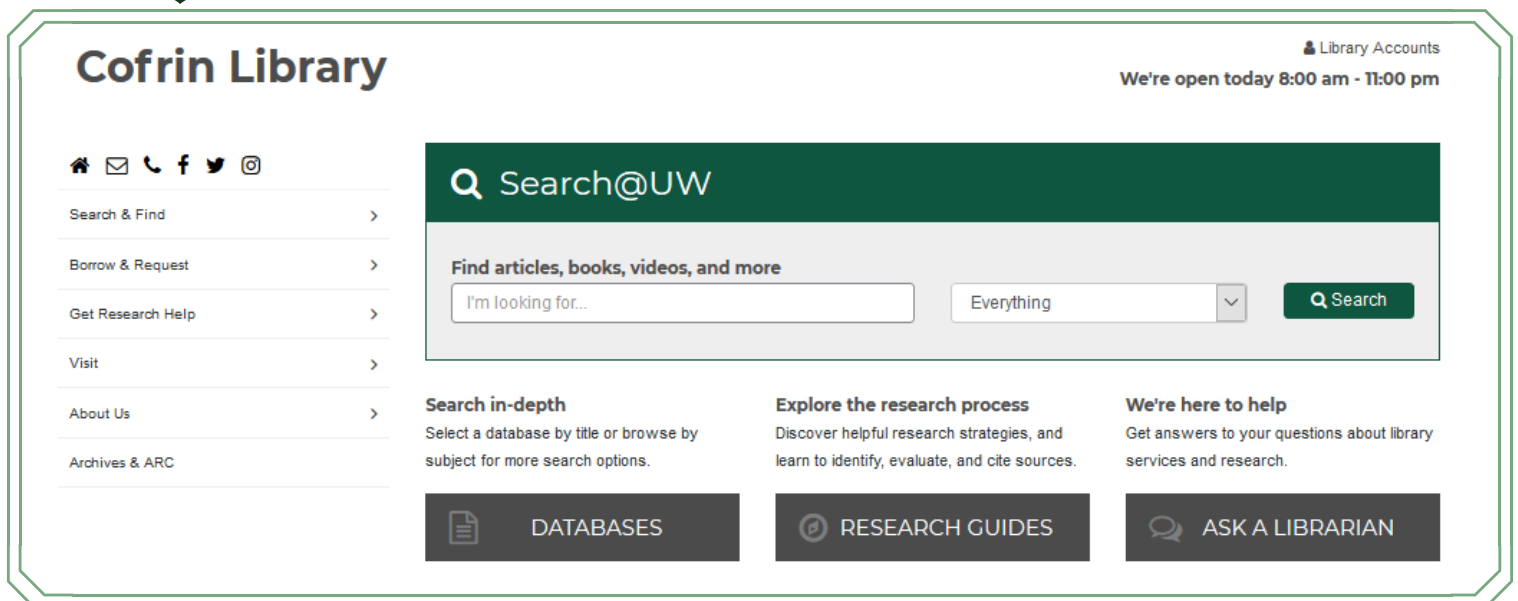 Cofrin Library
Library Accounts
We're open today 8:00 am - 11:00 pm
Search & Find
Borrow & Request
Get Research Help
Visit
About Us
Archives & ARC
Search@UW
Find articles, books, videos, and more
I'm looking for...
Everything
Search
Search in-depth
Select a database by title or browse by
subject for more search options.
DATABASES
Explore the research process
Discover helpful research strategies, and
learn to identify, evaluate, and cite sources.
RESEARCH GUIDES
We're here to help
Get answers to your questions about library
services and research.
ASK A LIBRARIAN